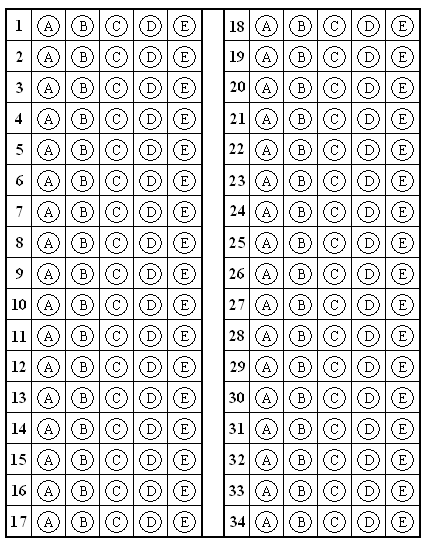 1 A B C D E 18 A B C D E
2 A B C D E 19 A B C D E
3 A B C D E 20 A B C D E
4 A B C D E 21 A B C D E
5 A B C D E 22 A B C D E
6 A B C D E 23 A B C D E
7 A B C D E 24 A B C D E
8 A B C D E 25 A B C D E
9 A B C D E 26 A B C D E
10 A B C D E 27 A B C D E
11 A B C D E 28 A B C D E
12 A B C D E 29 A B C D E
13 A B C D E 30 A B C D E
14 A B C D E 31 A B C D E
15 A B C D E 32 A B C D E
16 A B C D E 33 A B C D E
17 A B C D E 34 A B C D E